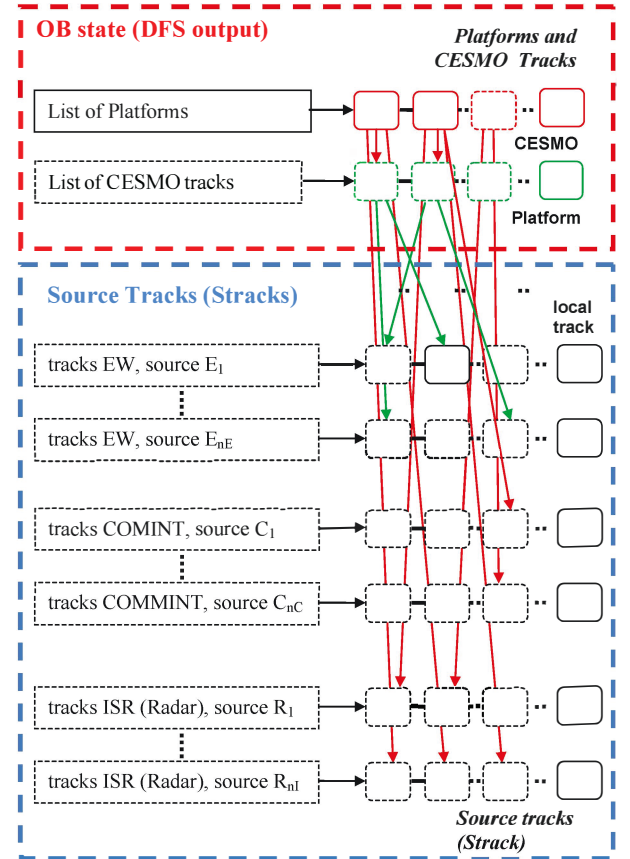 OB state (DFS output)
Platforms and
CESMO Tracks
List of Platforms
CESMO
List of CESMO tracks
Platform
Source Tracks (Stracks)
local
track
tracks EW, source E1
tracks EW, source EnE
tracks COMINT, source C1
tracks COMMINT, source CnC
tracks ISR (Radar), source R1
tracks ISR (Radar), source RnI
Source tracks
(Strack)